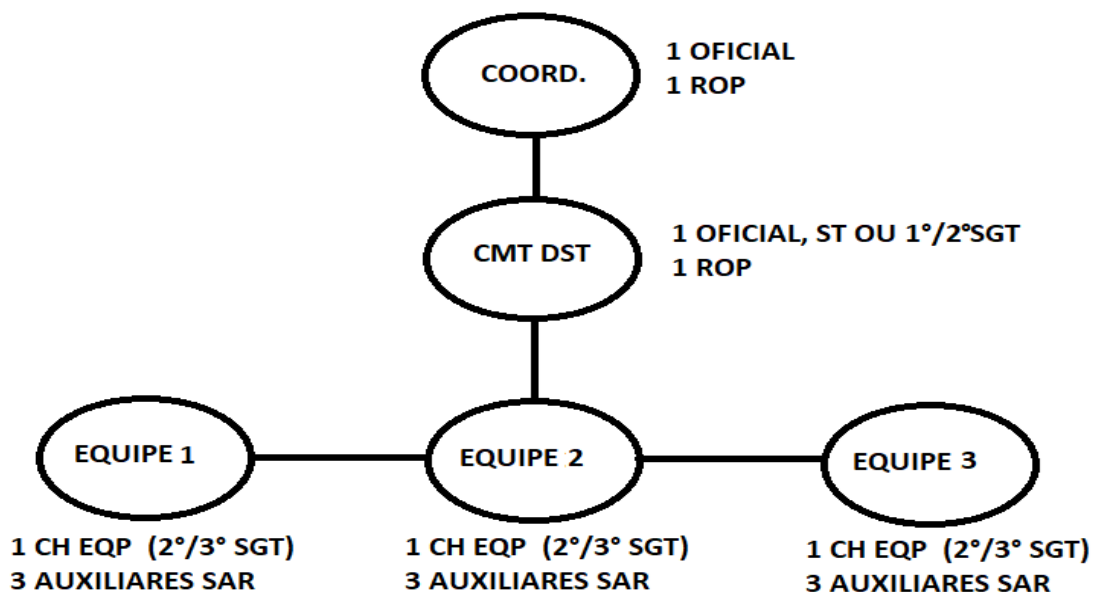 COORD.
1 OFICIAL
1 ROP
CMT DST
1 OFICIAL, ST OU 1°/2°SGT
1 ROP
EQUIPE 1
EQUIPE 2
EQUIPE 3
1 CH EQP (2°/3° SGT)
3 AUXILIARES SAR
1 CH EQP (2°/3° SGT)
3 AUXILIARES SAR
1 CH EQP (2°/3° SGT)
3 AUXILIARES SAR